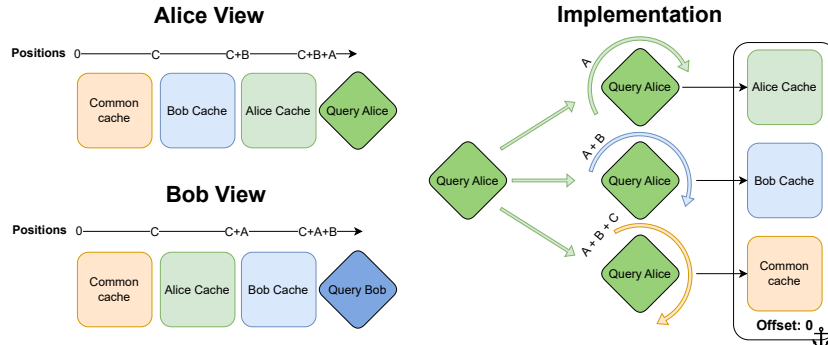 Alice View
Positions 0 C C+B C+B+A
Common cache
Bob Cache
Alice Cache
Query Alice
Bob View
Positions 0 C C+A C+A+B
Common cache
Alice Cache
Bob Cache
Query Bob
Implementation
Query Alice
A
Query Alice
Alice Cache
A + B
Query Alice
Bob Cache
A + B + C
Query Alice
Common cache
Offset: 0